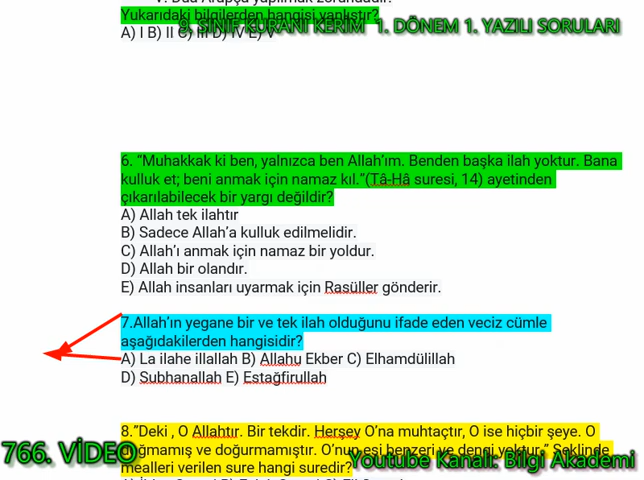 V. Dua Arapça yapılmak zorundadır.
Yukarıdaki bilgilerden hangisi yanlıştır?
9. SINIF KURANI KERİM 1. DÖNEM 1. YAZILI SORULARI
A) I B) II C) III D) IV E) V
6. “Muhakkak ki ben, yalnızca ben Allah’ım. Benden başka ilah yoktur. Bana
kulluk et; beni anmak için namaz kıl.”(Tâ-Hâ suresi, 14) ayetinden
çıkarılabilecek bir yargı değildir?
A) Allah tek ilahtır
B) Sadece Allah’a kulluk edilmelidir.
C) Allah’ı anmak için namaz bir yoldur.
D) Allah bir olandır.
E) Allah insanları uyarmak için Rasüller gönderir.
7.Allah’ın yegane bir ve tek ilah olduğunu ifade eden veciz cümle
aşağıdakilerden hangisidir?
A) La ilahe illallah B) Allahu Ekber C) Elhamdülillah
D) Subhanallah E) Estağfirullah
8.”Deki , O Allahtır. Bir tekdir. Herşey O’na muhtaçtır, O ise hiçbir şeye. O
doğmamış ve doğurmamıştır. O’nun eşi benzeri ve dengi yoktur.” Şeklinde
766. VİDEO
Youtube Kanalı: Bilgi Akademi
mealleri verilen sure hangi suredir?